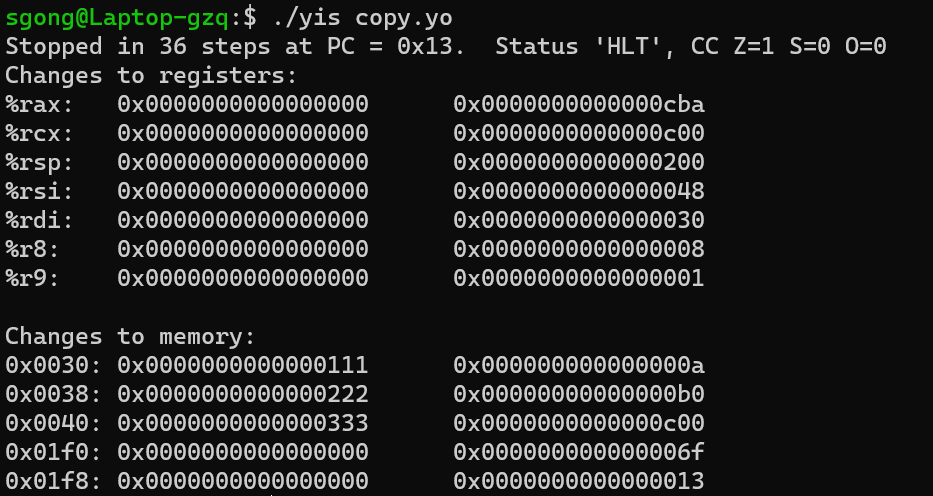 sgong@Laptop-gzq:$ ./yis copy.yo
Stopped in 36 steps at PC = 0x13.  Status 'HLT', CC Z=1 S=0 O=0
Changes to registers:
%rax:   0x0000000000000000      0x0000000000000cba
%rcx:   0x0000000000000000      0x0000000000000c00
%rsp:   0x0000000000000000      0x0000000000000200
%rsi:   0x0000000000000000      0x0000000000000048
%rdi:   0x0000000000000000      0x0000000000000030
%r8:    0x0000000000000000      0x0000000000000008
%r9:    0x0000000000000000      0x0000000000000001
Changes to memory:
0x0030: 0x0000000000000111      0x000000000000000a
0x0038: 0x0000000000000222      0x00000000000000b0
0x0040: 0x0000000000000333      0x0000000000000c00
0x01f0: 0x0000000000000000      0x000000000000006f
0x01f8: 0x0000000000000000      0x0000000000000013